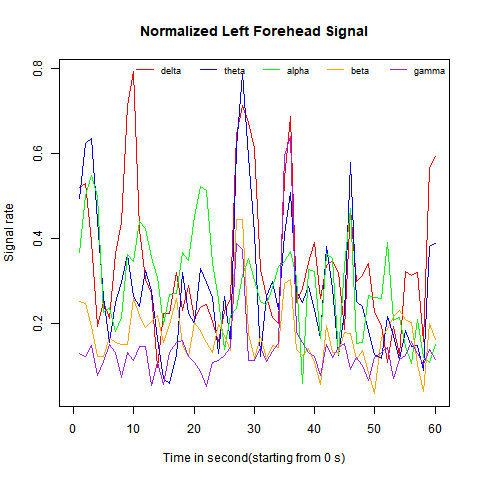 Normalized Left Forehead Signal
delta theta alpha beta gamma
0.8
0.6
0.4
0.2
Signal rate
0 10 20 30 40 50 60
Time in second(starting from 0 s)